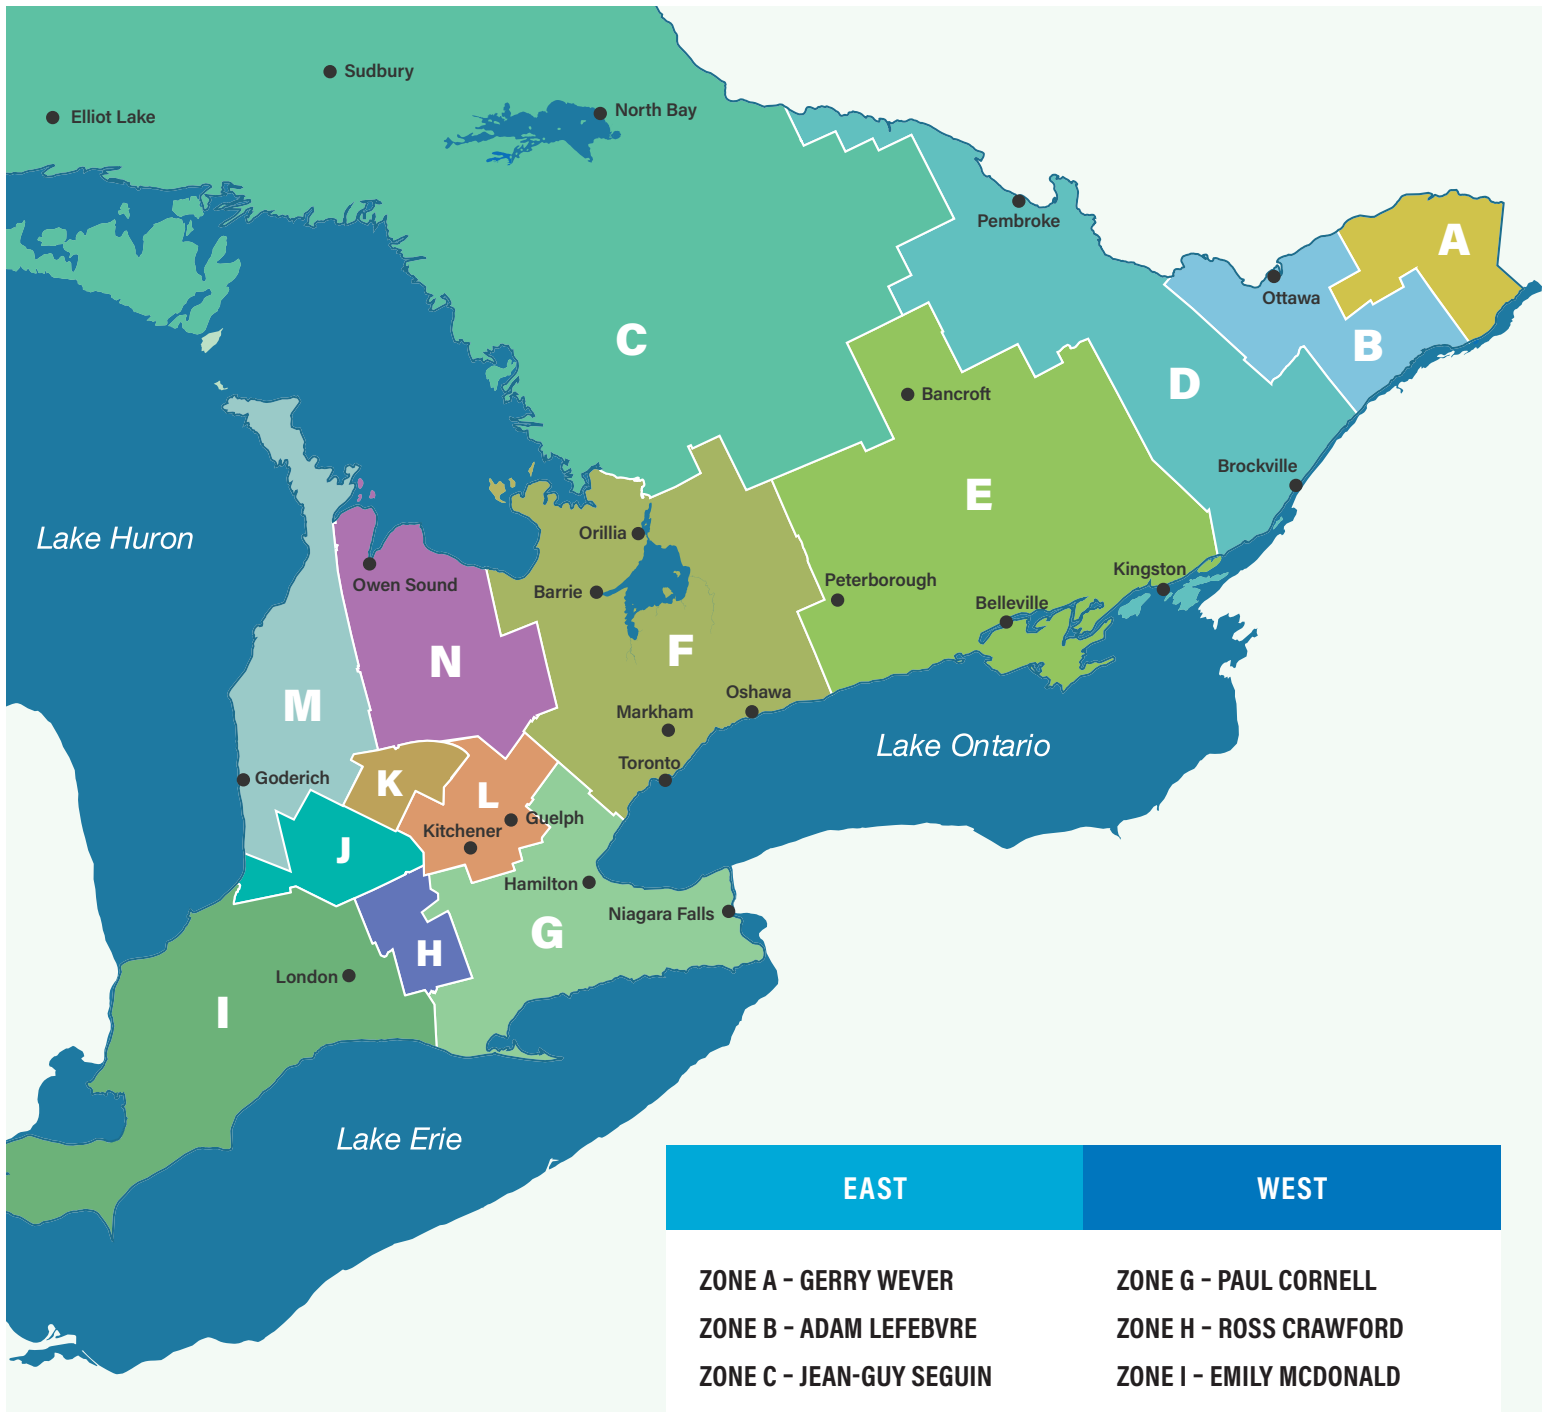 Sudbury
Elliot Lake
North Bay
Pembroke
A
Ottawa
C
B
D
Bancroft
Brockville
E
Lake Huron
Orillia
Owen Sound
Barrie
Peterborough
Kingston
Belleville
N
F
M
Oshawa
Markham
Lake Ontario
Toronto
Goderich
K
L
Guelph
Kitchener
J
Hamilton
Niagara Falls
G
H
London
I
Lake Erie
EAST
WEST
ZONE A – GERRY WEVER
ZONE G – PAUL CORNELL
ZONE B – ADAM LEFEBVRE
ZONE H – ROSS CRAWFORD
ZONE C – JEAN-GUY SEGUIN
ZONE I – EMILY MCDONALD